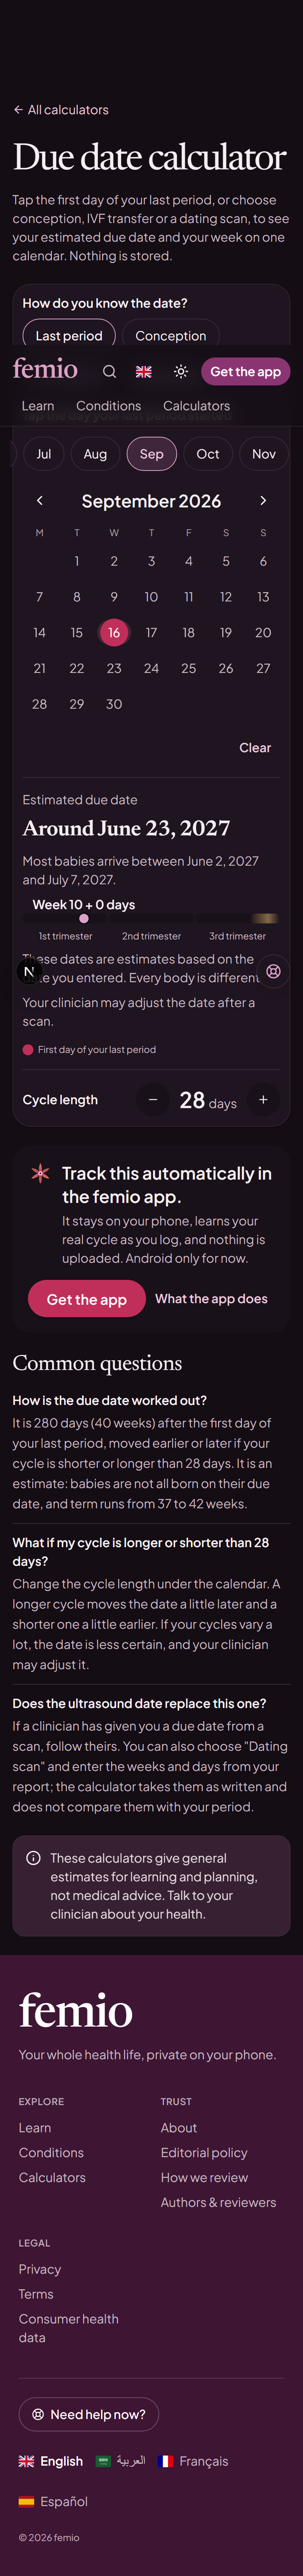 ← All calculators
Due date calculator
Tap the first day of your last period, or choose
conception, IVF transfer or a dating scan, to see
your estimated due date and your week on one
calendar. Nothing is stored.
How do you know the date?
Last period
Conception
femio
Get the app
Learn
Conditions
Calculators
Tap the day your last period started
Jul
Aug
Sep
Oct
Nov
September 2026
M T W T F S S
1 2 3 4 5 6
7 8 9 10 11 12 13
14 15 16 17 18 19 20
21 22 23 24 25 26 27
28 29 30
Clear
Estimated due date
Around June 23, 2027
Most babies arrive between June 2, 2027
and July 7, 2027.
Week 10 + 0 days
1st trimester
2nd trimester
3rd trimester
These dates are estimates based on the
N
you entered. Every body is different.
Your clinician may adjust the date after a
scan.
First day of your last period
Cycle length
− 28 days +
Track this automatically in
the femio app.
It stays on your phone, learns your
real cycle as you log, and nothing is
uploaded. Android only for now.
Get the app
What the app does
Common questions
How is the due date worked out?
It is 280 days (40 weeks) after the first day of
your last period, moved earlier or later if your
cycle is shorter or longer than 28 days. It is an
estimate: babies are not all born on their due
date, and term runs from 37 to 42 weeks.
What if my cycle is longer or shorter than 28
days?
Change the cycle length under the calendar. A
longer cycle moves the date a little later and a
shorter one a little earlier. If your cycles vary a
lot, the date is less certain, and your clinician
may adjust it.
Does the ultrasound date replace this one?
If a clinician has given you a due date from a
scan, follow theirs. You can also choose "Dating
scan" and enter the weeks and days from your
report; the calculator takes them as written and
does not compare them with your period.
These calculators give general
estimates for learning and planning,
not medical advice. Talk to your
clinician about your health.
femio
Your whole health life, private on your phone.
EXPLORE
Learn
Conditions
Calculators
TRUST
About
Editorial policy
How we review
Authors & reviewers
LEGAL
Privacy
Terms
Consumer health
data
Need help now?
English
العربية
Français
Español
© 2026 femio